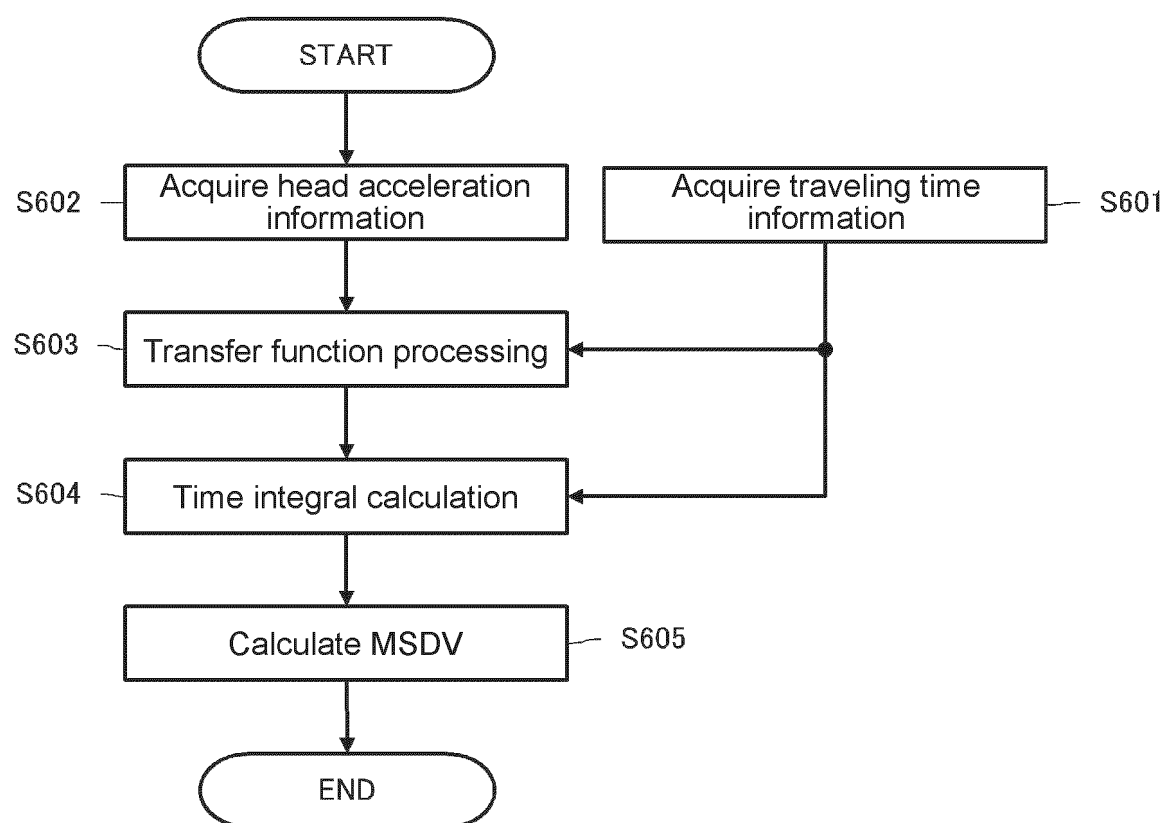 START
S602
Acquire head acceleration
information
Acquire traveling time
information
S601
S603
Transfer function processing
S604
Time integral calculation
Calculate MSDV
S605
END